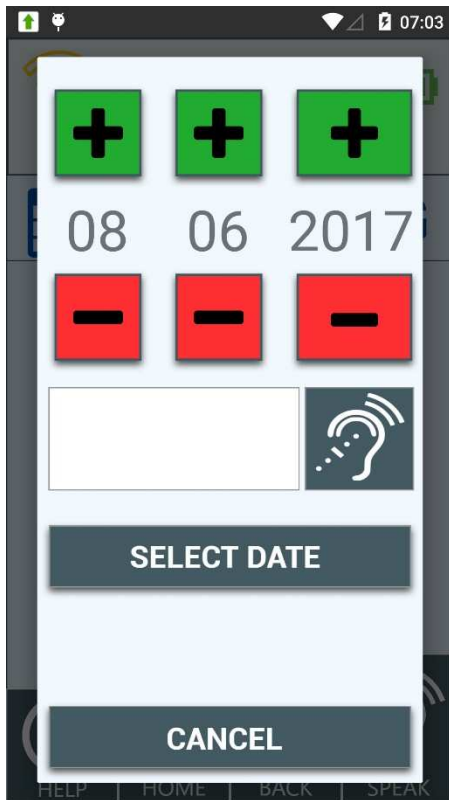 07:03
08 06 2017
SELECT DATE
CANCEL
HELP | HOME | BACK | SPEAK